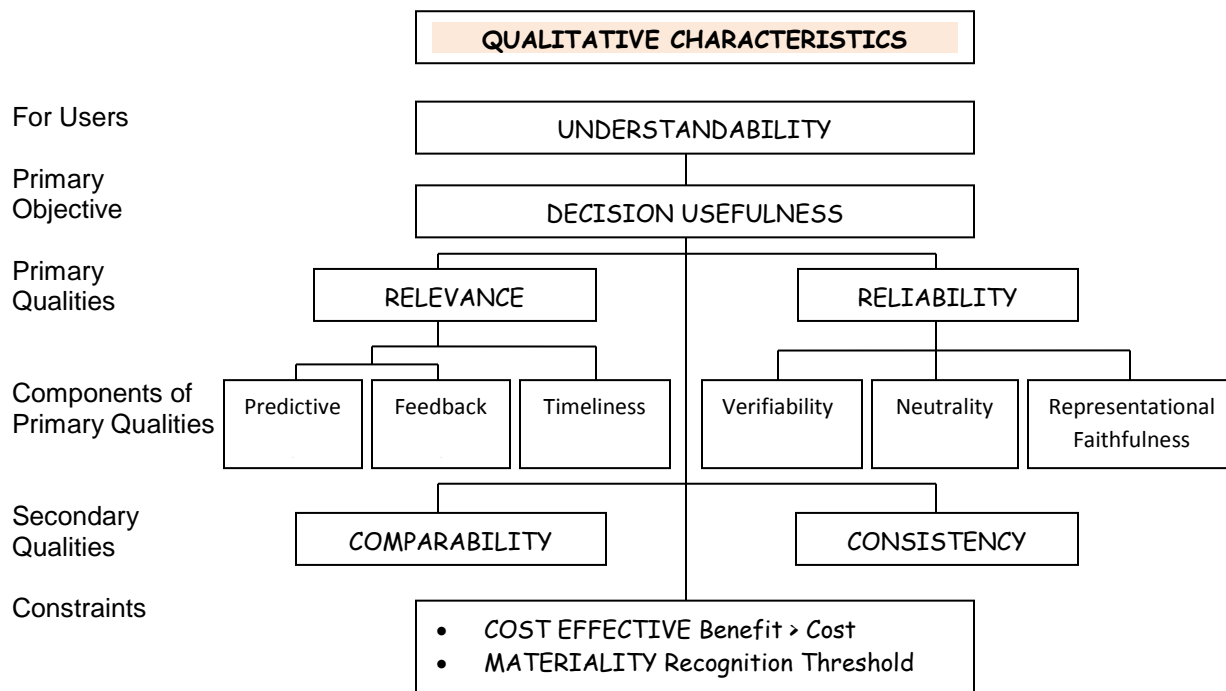 QUALITATIVE CHARACTERISTICS
For Users
UNDERSTANDABILITY
Primary
Objective
DECISION USEFULNESS
Primary
Qualities
RELEVANCE
RELIABILITY
Components of
Primary Qualities
Predictive
Feedback
Timeliness
Verifiability
Neutrality
Representational
Faithfulness
Secondary
Qualities
COMPARABILITY
CONSISTENCY
Constraints
• COST EFFECTIVE Benefit > Cost
• MATERIALITY Recognition Threshold